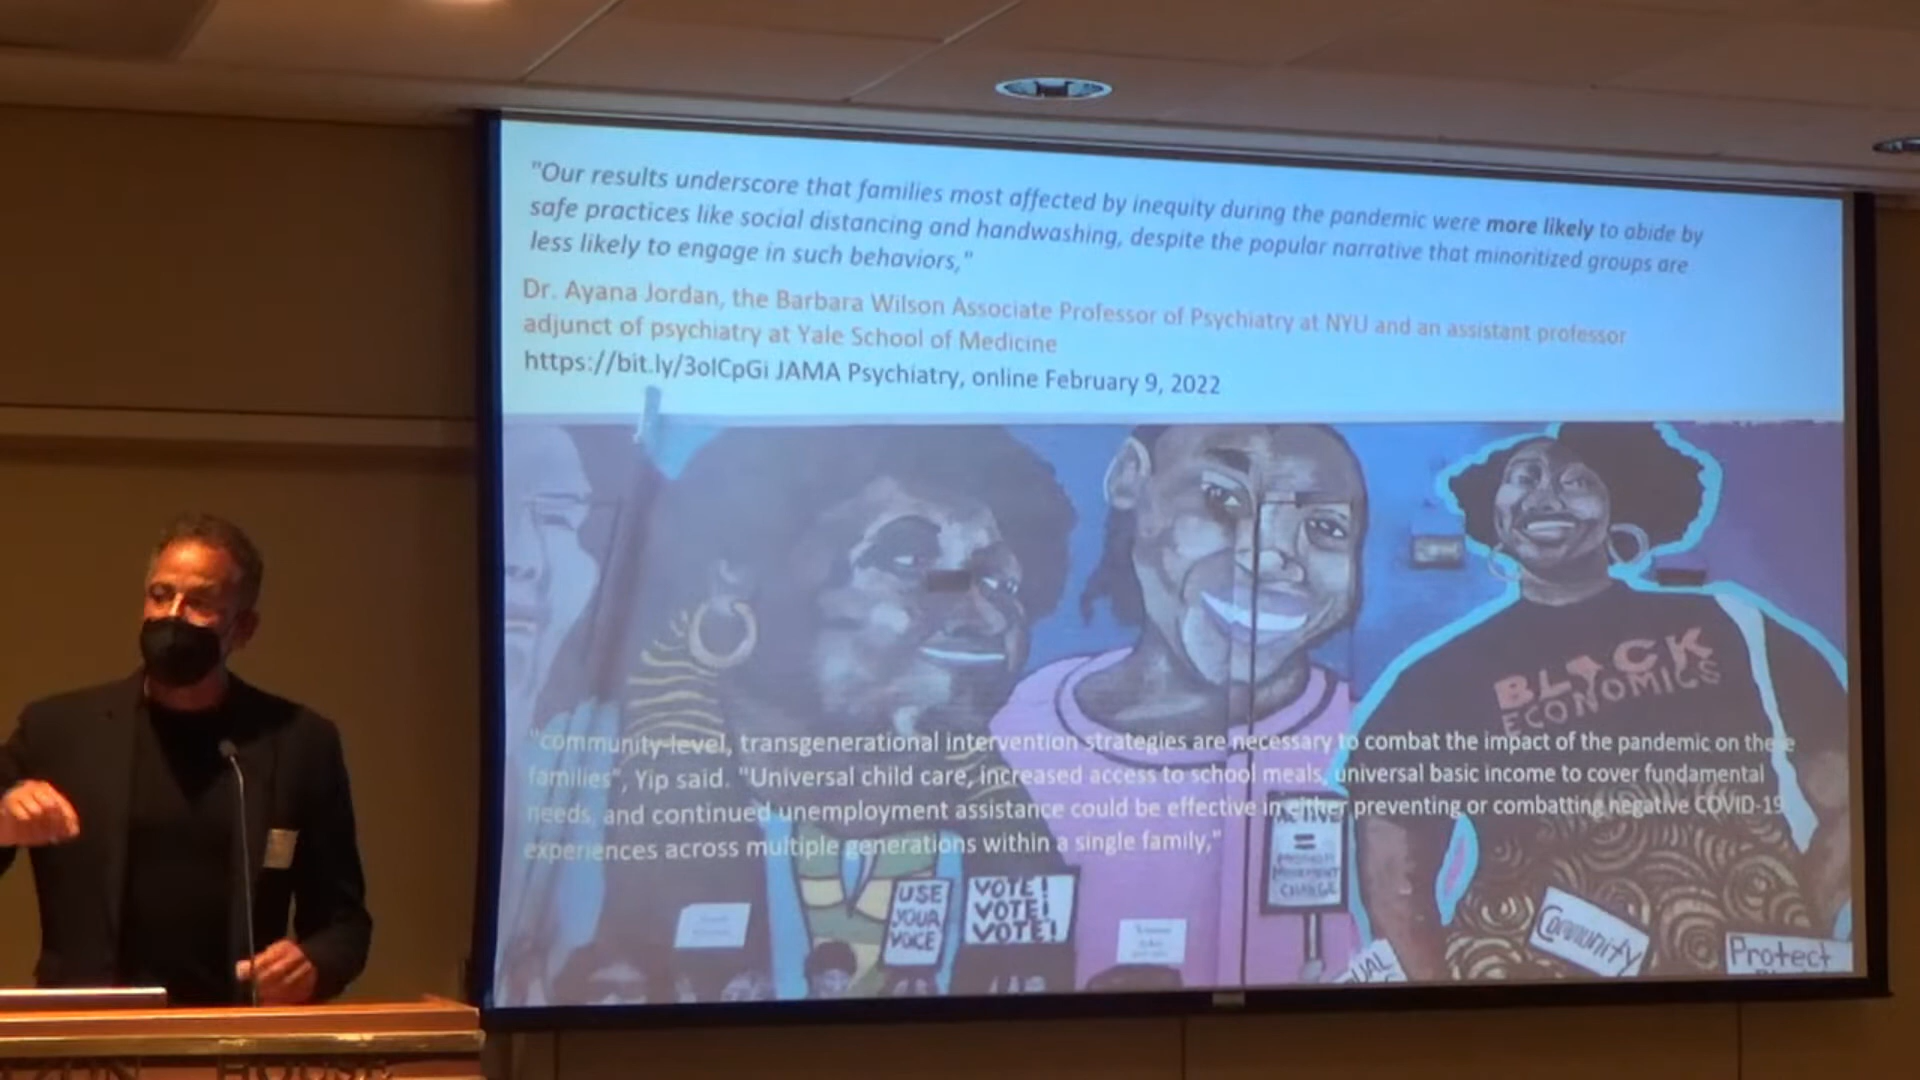 "Our results underscore that families most affected by inequity during the pandemic were more likely to abide by
safe practices like social distancing and handwashing, despite the popular narrative that minoritized groups are
less likely to engage in such behaviors,"
Dr. Ayana Jordan, the Barbara Wilson Associate Professor of Psychiatry at NYU and an assistant professor
adjunct of psychiatry at Yale School of Medicine
https://bit.ly/3olCpGi JAMA Psychiatry, online February 9, 2022
BLACK
ECONOMICS
"community-level, transgenerational intervention strategies are necessary to combat the impact of the pandemic on these
families", Yip said. "Universal child care, increased access to school meals, universal basic income to cover fundamental
needs, and continued unemployment assistance could be effective in either preventing or combatting negative COVID-19
experiences across multiple generations within a single family,"
=
CHANGE
USE
YOUR
VOICE
VOTE!
VOTE!
VOTE!
Community
Protect
HOUSE